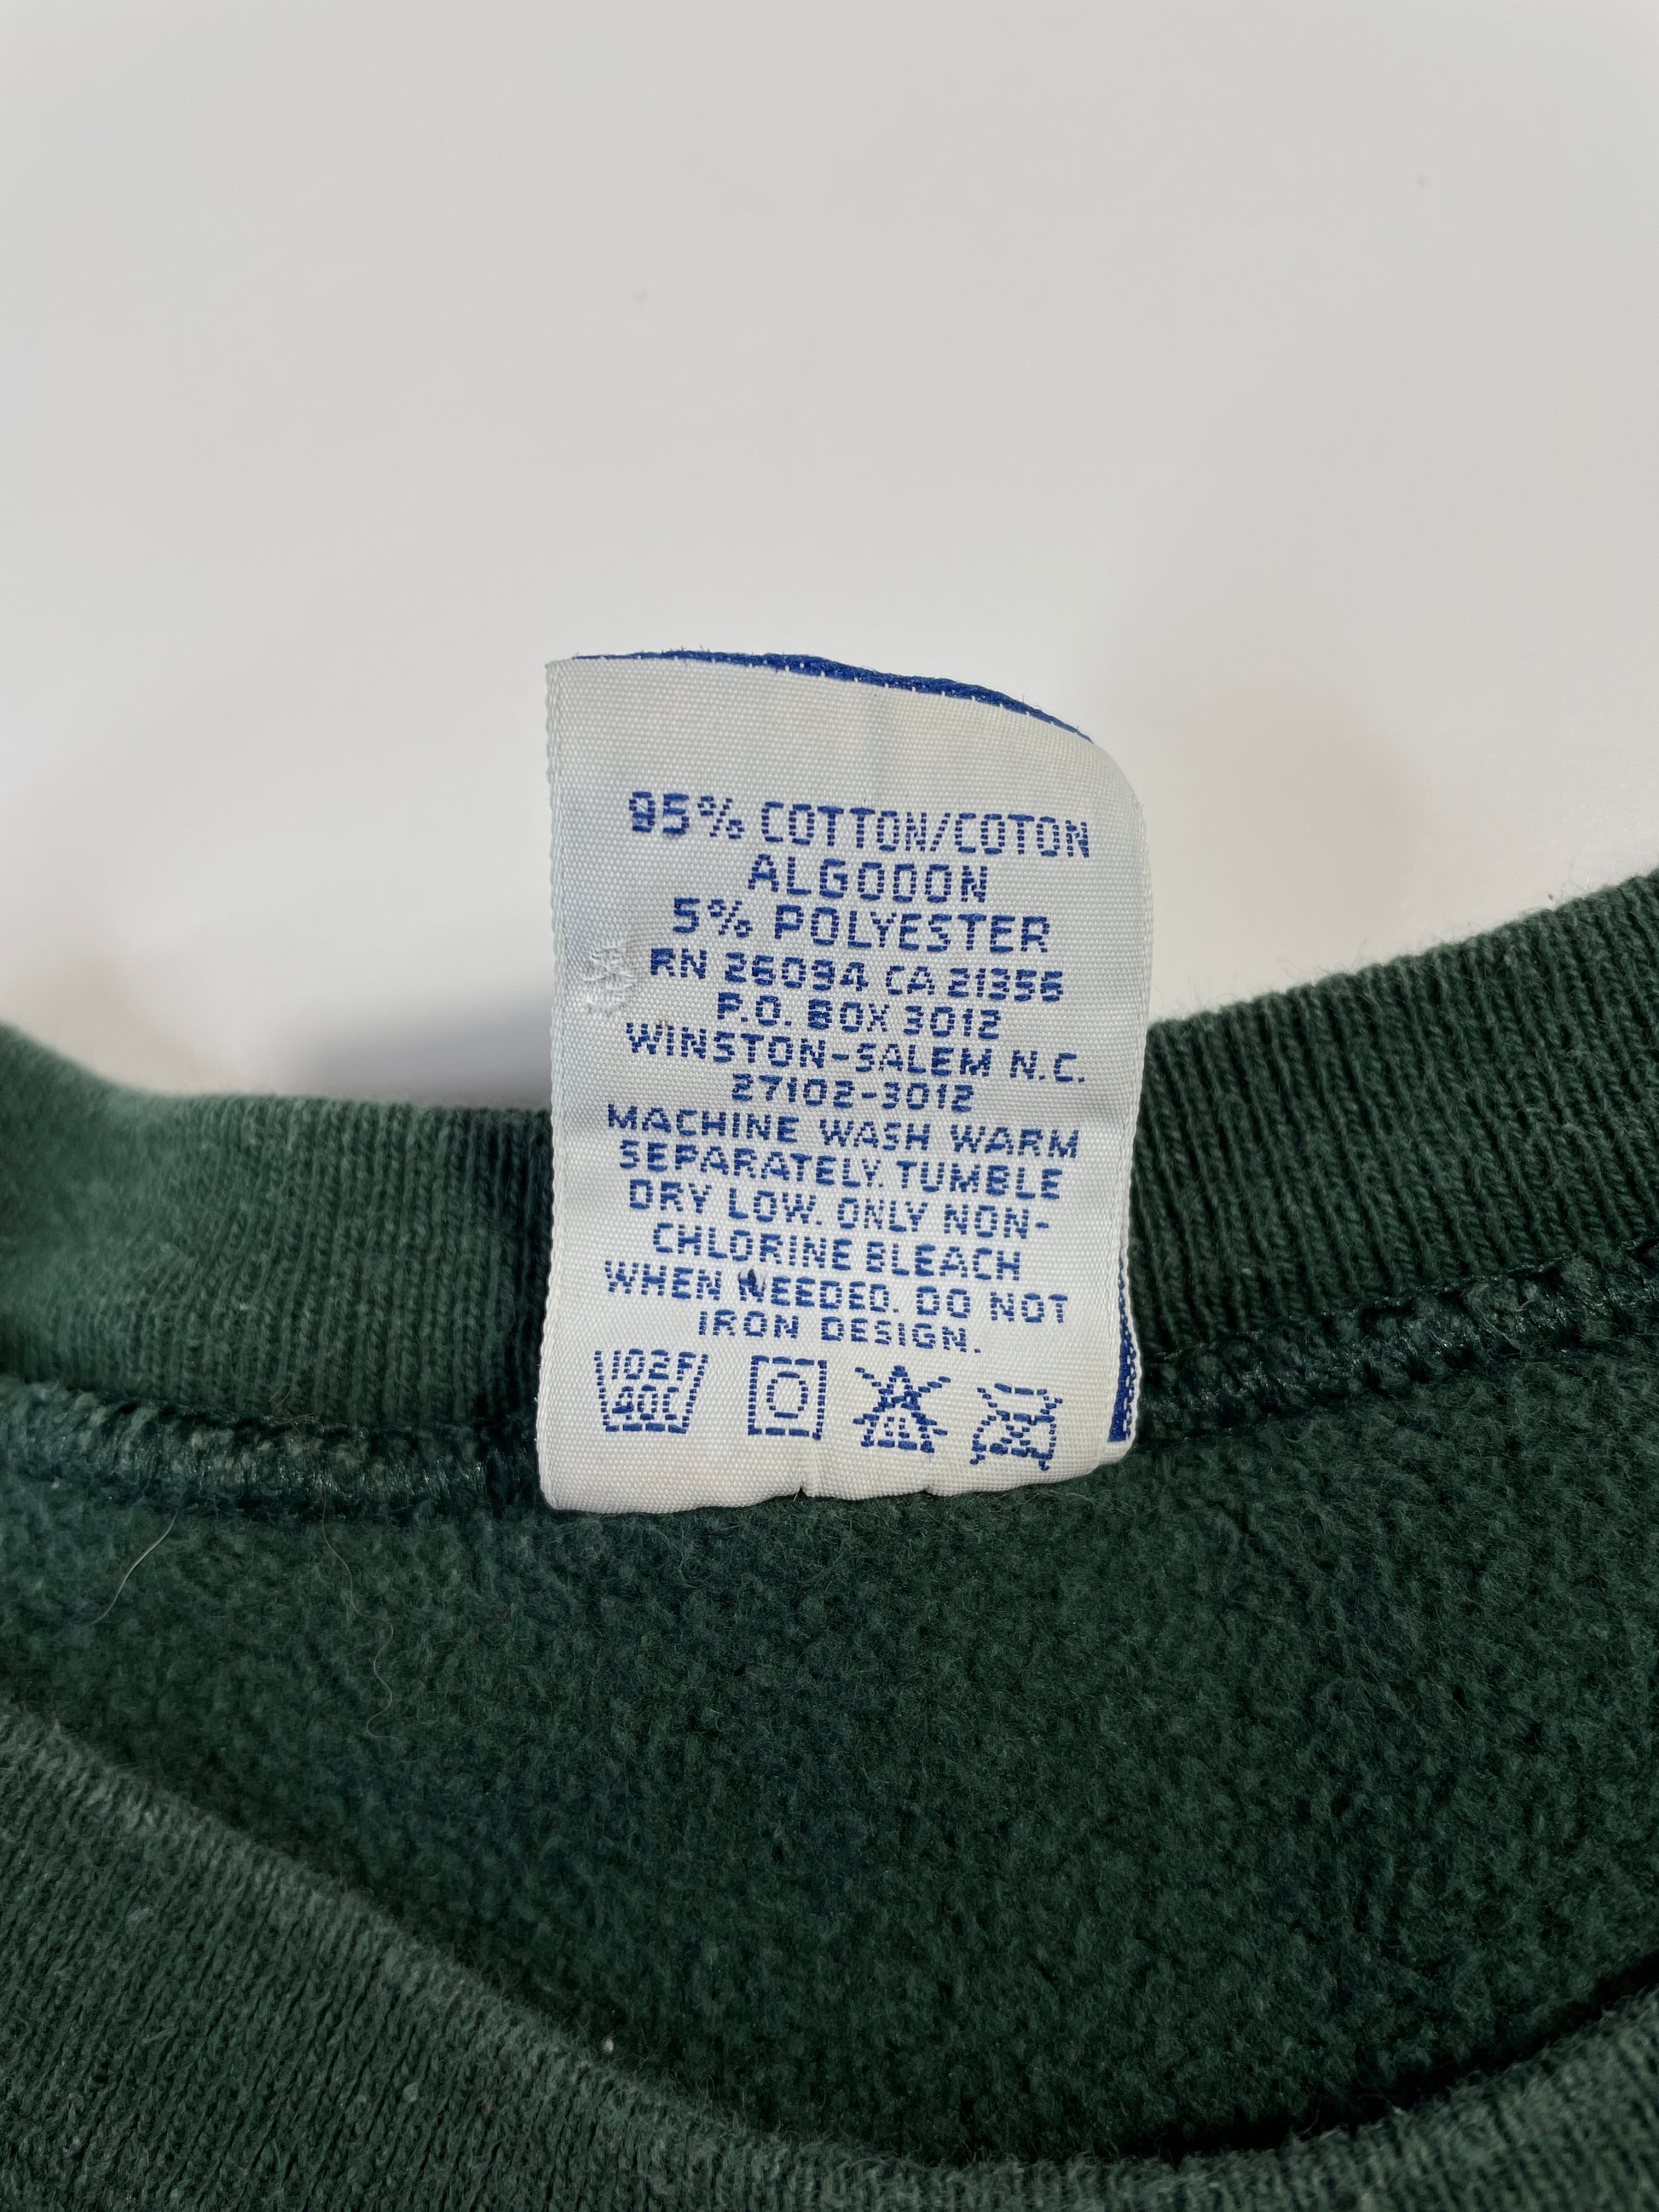 95% COTTON/COTON
ALGODON
5% POLYESTER
RN 26094 CA 21356
P.O. BOX 3012
WINSTON-SALEM N.C.
27102-3012
MACHINE WASH WARM
SEPARATELY. TUMBLE
DRY LOW. ONLY NON-
CHLORINE BLEACH
WHEN NEEDED. DO NOT
IRON DESIGN.
102F
40C
CL